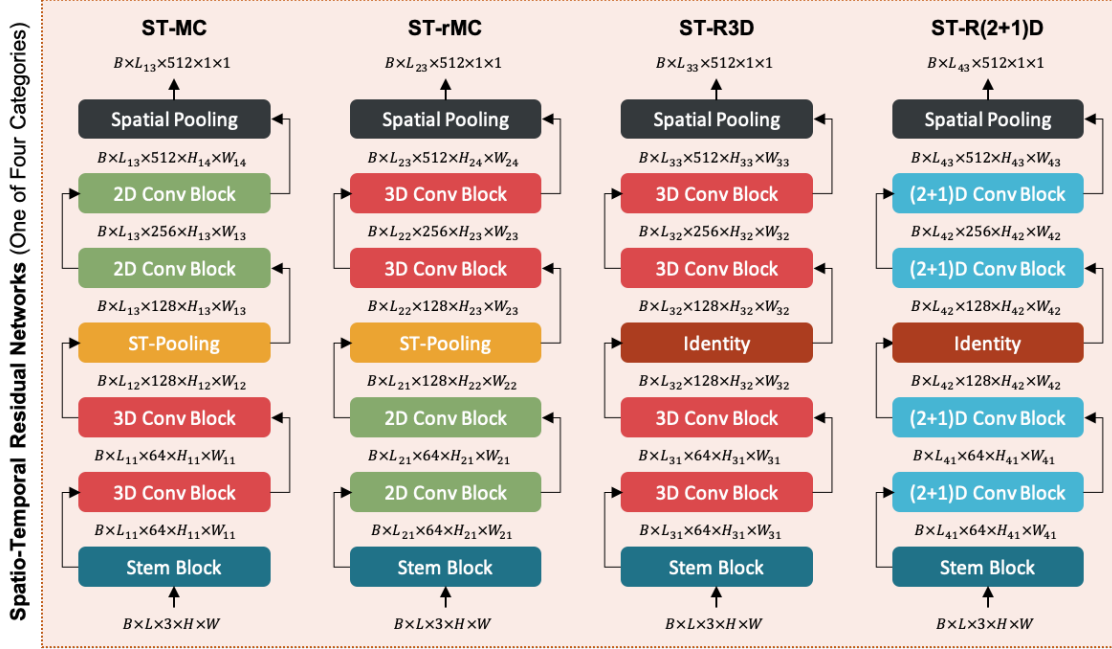 Spatio-Temporal Residual Networks (One of Four Categories)
ST-MC
B×L₁₃×512×1×1
Spatial Pooling
B×L₁₃×512×H₁₄×W₁₄
2D Conv Block
B×L₁₃×256×H₁₃×W₁₃
2D Conv Block
B×L₁₃×128×H₁₃×W₁₃
ST-Pooling
B×L₁₂×128×H₁₂×W₁₂
3D Conv Block
B×L₁₁×64×H₁₁×W₁₁
3D Conv Block
B×L₁₁×64×H₁₁×W₁₁
Stem Block
B×L×3×H×W
ST-rMC
B×L₂₃×512×1×1
Spatial Pooling
B×L₂₃×512×H₂₄×W₂₄
3D Conv Block
B×L₂₂×256×H₂₃×W₂₃
3D Conv Block
B×L₂₂×128×H₂₃×W₂₃
ST-Pooling
B×L₂₁×128×H₂₂×W₂₂
2D Conv Block
B×L₂₁×64×H₂₁×W₂₁
2D Conv Block
B×L₂₁×64×H₂₁×W₂₁
Stem Block
B×L×3×H×W
ST-R3D
B×L₃₃×512×1×1
Spatial Pooling
B×L₃₃×512×H₃₃×W₃₃
3D Conv Block
B×L₃₂×256×H₃₂×W₃₂
3D Conv Block
B×L₃₂×128×H₃₂×W₃₂
Identity
B×L₃₂×128×H₃₂×W₃₂
3D Conv Block
B×L₃₁×64×H₃₁×W₃₁
3D Conv Block
B×L₃₁×64×H₃₁×W₃₁
Stem Block
B×L×3×H×W
ST-R(2+1)D
B×L₄₃×512×1×1
Spatial Pooling
B×L₄₃×512×H₄₃×W₄₃
(2+1)D Conv Block
B×L₄₂×256×H₄₂×W₄₂
(2+1)D Conv Block
B×L₄₂×128×H₄₂×W₄₂
Identity
B×L₄₂×128×H₄₂×W₄₂
(2+1)D Conv Block
B×L₄₁×64×H₄₁×W₄₁
(2+1)D Conv Block
B×L₄₁×64×H₄₁×W₄₁
Stem Block
B×L×3×H×W